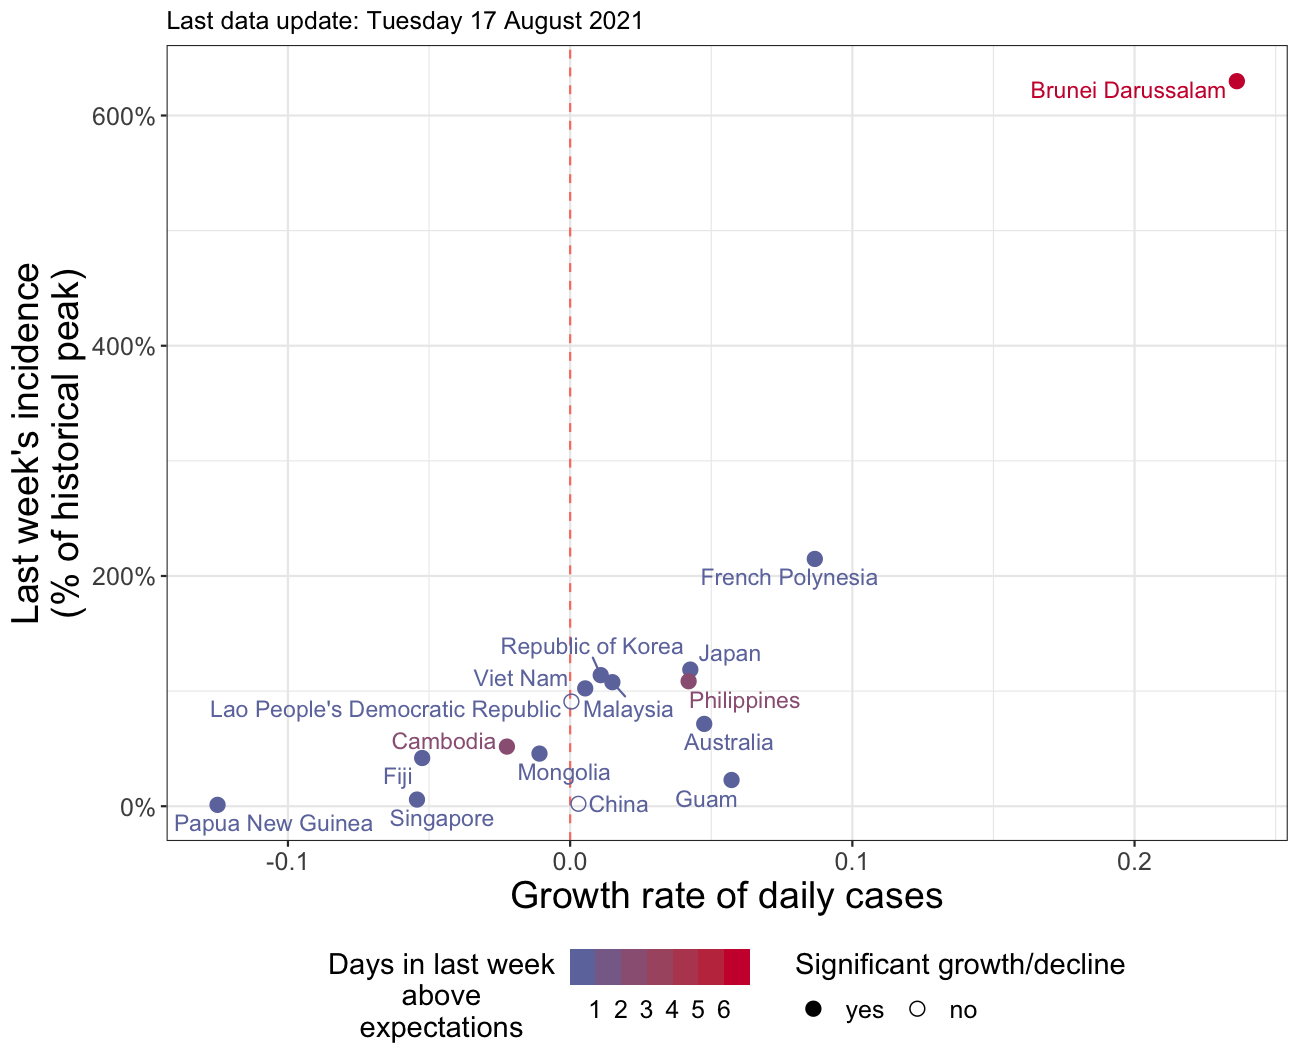 Last data update: Tuesday 17 August 2021
Last week's incidence
(% of historical peak)
600%
400%
200%
0%
Brunei Darussalam
French Polynesia
Republic of Korea
Japan
Viet Nam
Philippines
Lao People's Democratic Republic
Malaysia
Cambodia
Australia
Fiji
Mongolia
Guam
China
Papua New Guinea
Singapore
-0.1
0.0
0.1
0.2
Growth rate of daily cases
Days in last week
above
expectations
1 2 3 4 5 6
Significant growth/decline
yes
no